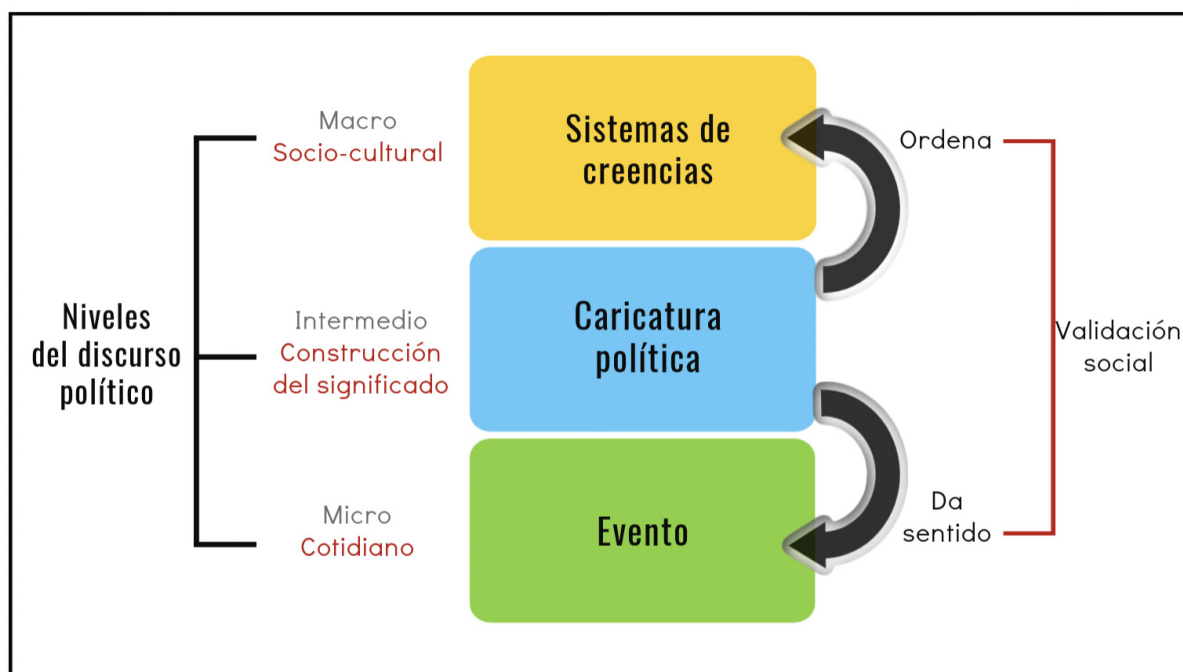 Niveles
del discurso
político
Macro
Socio-cultural
Intermedio
Construcción
del significado
Micro
Cotidiano
Sistemas de
creencias
Caricatura
política
Evento
Ordena
Da
sentido
Validación
social